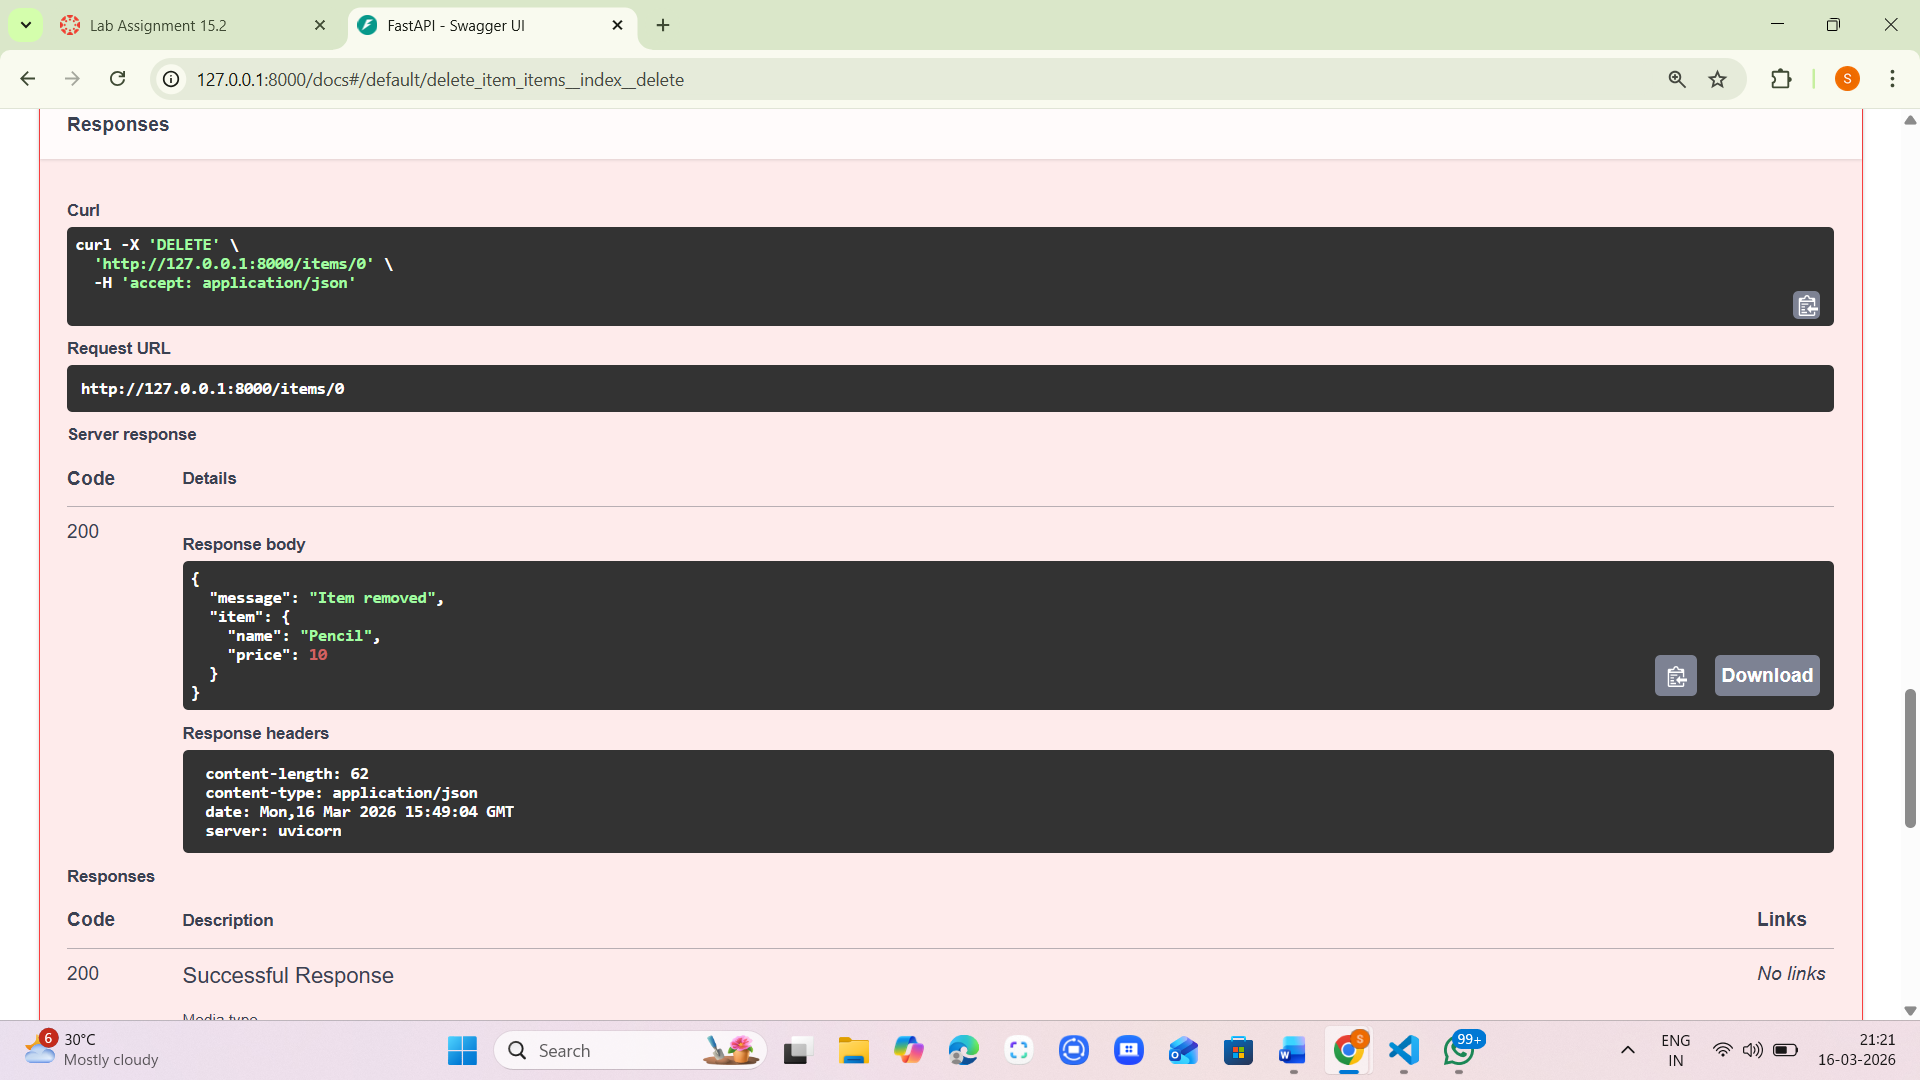 Lab Assignment 15.2
FastAPI - Swagger UI
127.0.0.1:8000/docs#/default/delete_item_items__index__delete
S
Responses
Curl
curl -X 'DELETE' \
'http://127.0.0.1:8000/items/0' \
-H 'accept: application/json'
Request URL
http://127.0.0.1:8000/items/0
Server response
Code Details
200
Response body
{
"message": "Item removed",
"item": {
"name": "Pencil",
"price": 10
}
}
Download
Response headers
content-length: 62
content-type: application/json
date: Mon,16 Mar 2026 15:49:04 GMT
server: uvicorn
Responses
Code Description Links
200 Successful Response No links
Media type
6
30°C
Mostly cloudy
Search
S
99+
ENG
IN
21:21
16-03-2026